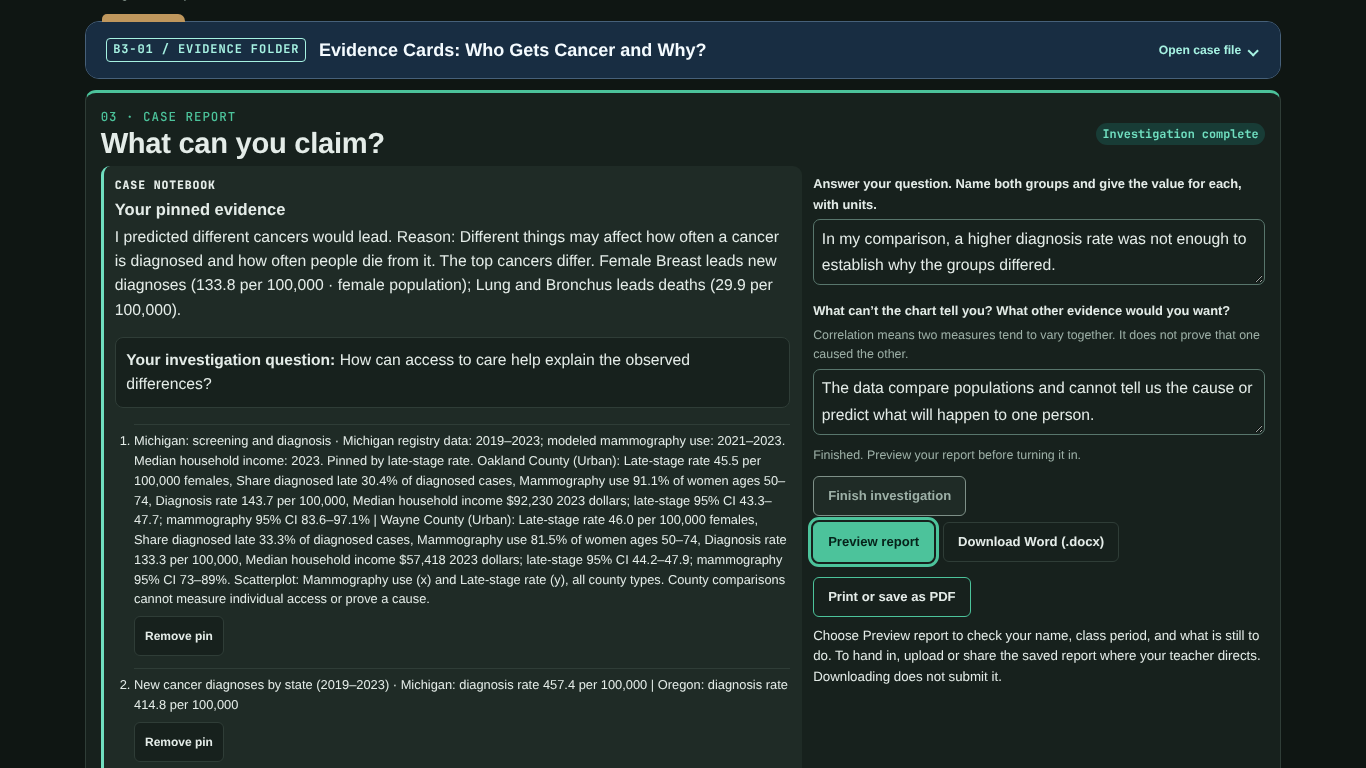 B3-01 / EVIDENCE FOLDER
Evidence Cards: Who Gets Cancer and Why?
Open case file
03 · CASE REPORT
What can you claim?
Investigation complete
CASE NOTEBOOK
Your pinned evidence
I predicted different cancers would lead. Reason: Different things may affect how often a cancer
is diagnosed and how often people die from it. The top cancers differ. Female Breast leads new
diagnoses (133.8 per 100,000 · female population); Lung and Bronchus leads deaths (29.9 per
100,000).
Your investigation question: How can access to care help explain the observed
differences?
1. Michigan: screening and diagnosis · Michigan registry data: 2019–2023; modeled mammography use: 2021–2023.
Median household income: 2023. Pinned by late-stage rate. Oakland County (Urban): Late-stage rate 45.5 per
100,000 females, Share diagnosed late 30.4% of diagnosed cases, Mammography use 91.1% of women ages 50–
74, Diagnosis rate 143.7 per 100,000, Median household income $92,230 2023 dollars; late-stage 95% CI 43.3–
47.7; mammography 95% CI 83.6–97.1% | Wayne County (Urban): Late-stage rate 46.0 per 100,000 females,
Share diagnosed late 33.3% of diagnosed cases, Mammography use 81.5% of women ages 50–74, Diagnosis rate
133.3 per 100,000, Median household income $57,418 2023 dollars; late-stage 95% CI 44.2–47.9; mammography
95% CI 73–89%. Scatterplot: Mammography use (x) and Late-stage rate (y), all county types. County comparisons
cannot measure individual access or prove a cause.
Remove pin
2. New cancer diagnoses by state (2019–2023) · Michigan: diagnosis rate 457.4 per 100,000 | Oregon: diagnosis rate
414.8 per 100,000
Remove pin
Answer your question. Name both groups and give the value for each,
with units.
In my comparison, a higher diagnosis rate was not enough to
establish why the groups differed.
What can't the chart tell you? What other evidence would you want?
Correlation means two measures tend to vary together. It does not prove that one
caused the other.
The data compare populations and cannot tell us the cause or
predict what will happen to one person.
Finished. Preview your report before turning it in.
Finish investigation
Preview report
Download Word (.docx)
Print or save as PDF
Choose Preview report to check your name, class period, and what is still to
do. To hand in, upload or share the saved report where your teacher directs.
Downloading does not submit it.